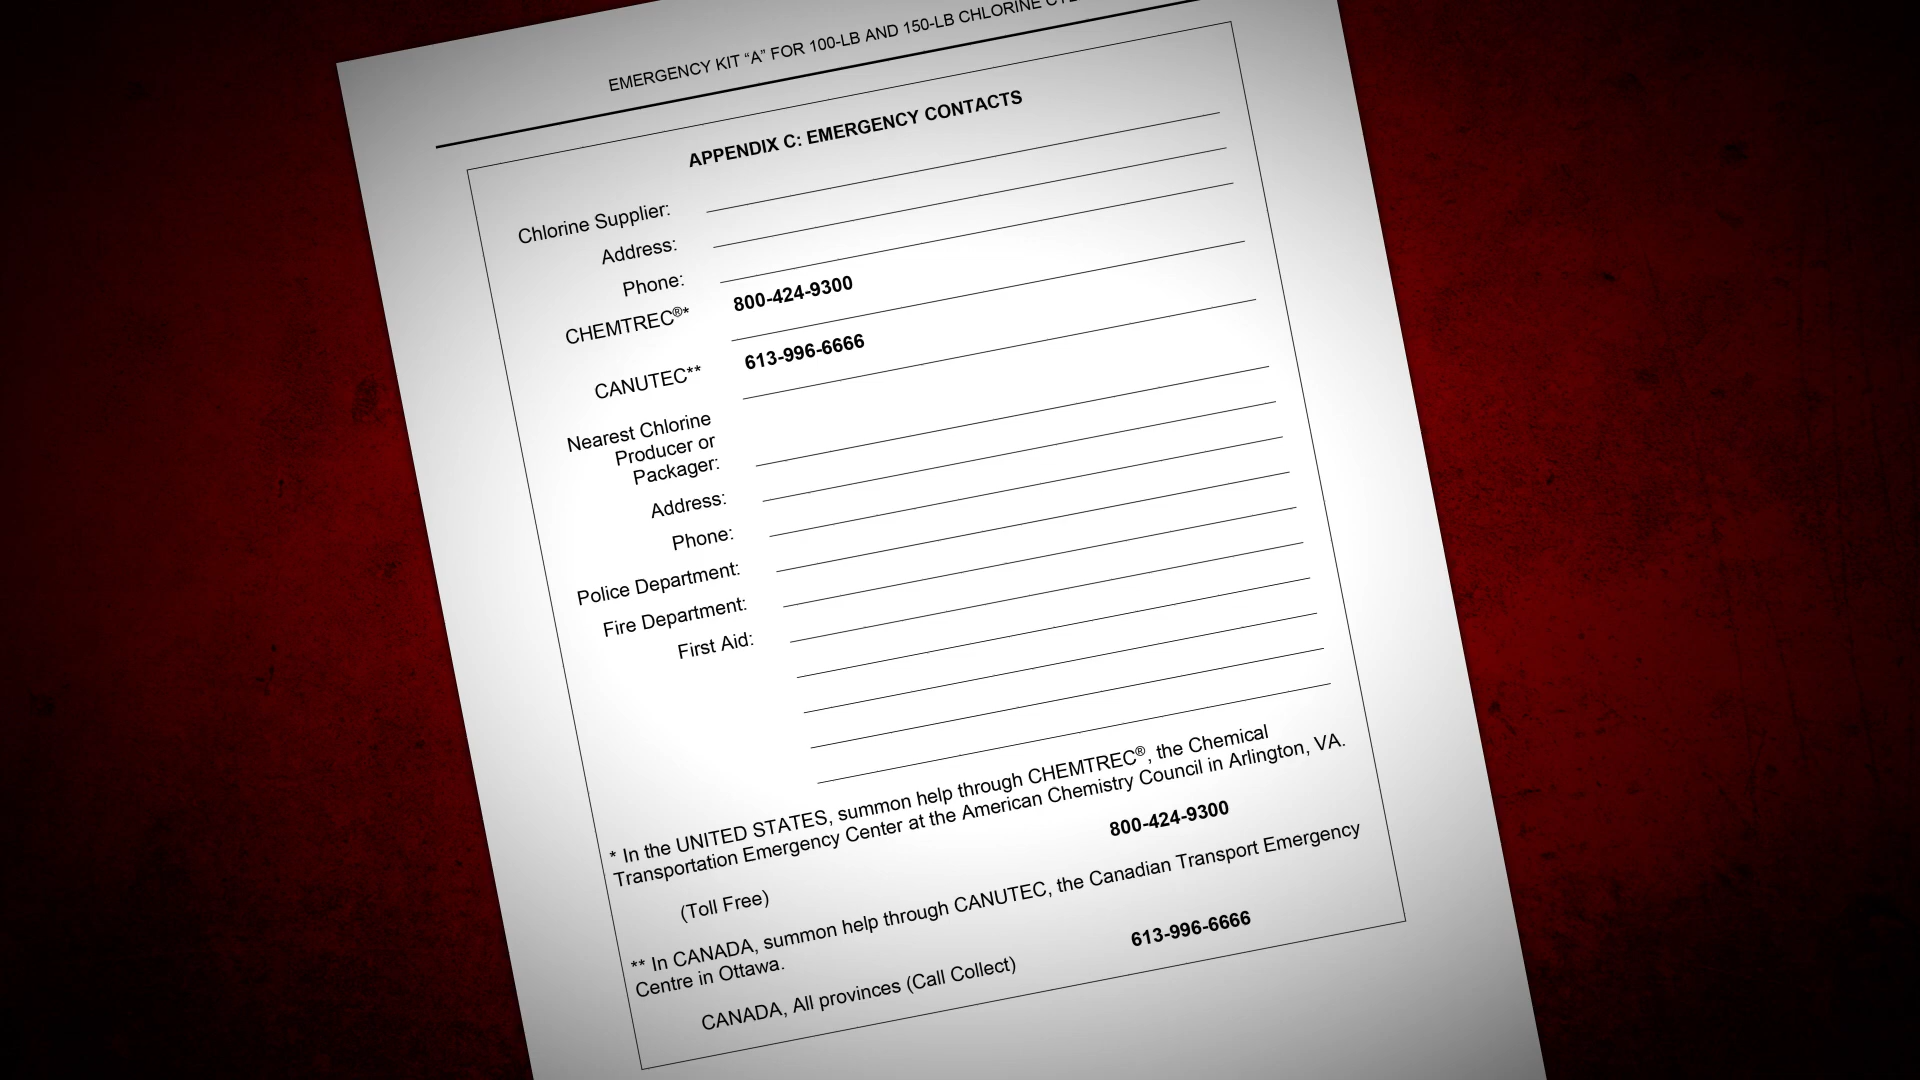 EMERGENCY KIT “A” FOR 100-LB AND 150-LB CHLORINE
APPENDIX C: EMERGENCY CONTACTS
Chlorine Supplier:
Address:
Phone:
CHEMTREC®* 800-424-9300
CANUTEC** 613-996-6666
Nearest Chlorine
Producer or
Packager:
Address:
Phone:
Police Department:
Fire Department:
First Aid:
* In the UNITED STATES, summon help through CHEMTREC®, the Chemical
Transportation Emergency Center at the American Chemistry Council in Arlington, VA.
(Toll Free) 800-424-9300
** In CANADA, summon help through CANUTEC, the Canadian Transport Emergency
Centre in Ottawa.
CANADA, All provinces (Call Collect) 613-996-6666